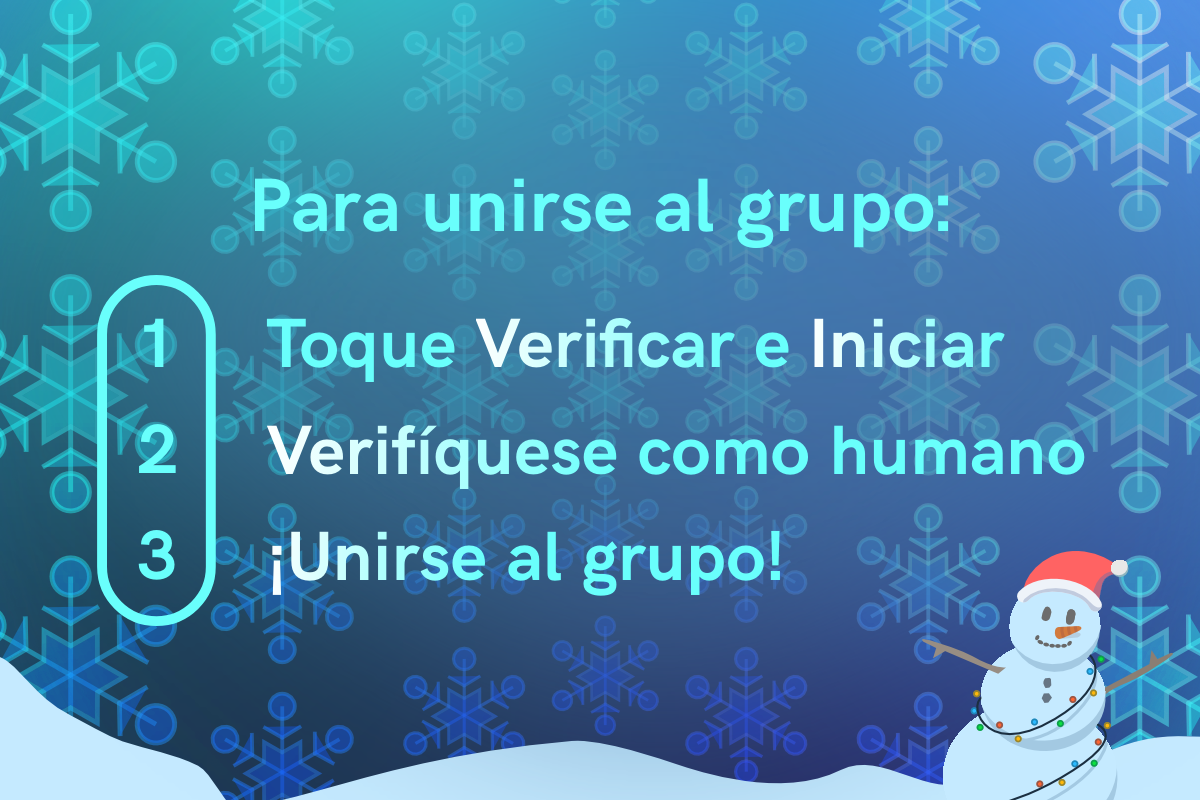 Para unirse al grupo:
1 Toque Verificar e Iniciar
2 Verifíquese como humano
3 ¡Unirse al grupo!